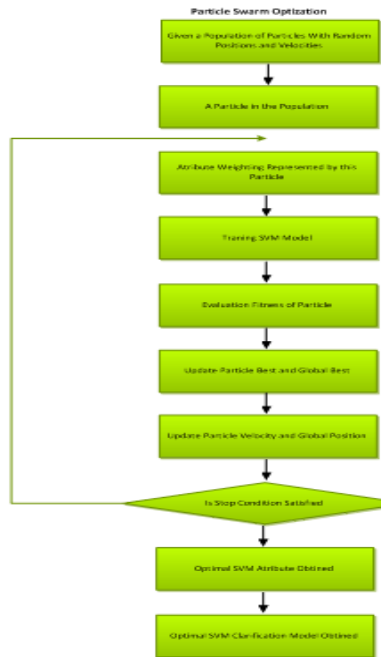 Particle Swarm Optization
Given a Population of Particles With Random
Positions and Velocities
A Particle in the Population
Atribute Weighting Represented by this
Particle
Traning SVM Model
Evaluation Fitness of Particle
Update Particle Best and Global Best
Update Particle Velocity and Global Position
Is Stop Condition Satisfied
Optimal SVM Attribute Obtined
Optimal SVM Clarification Model Obtined